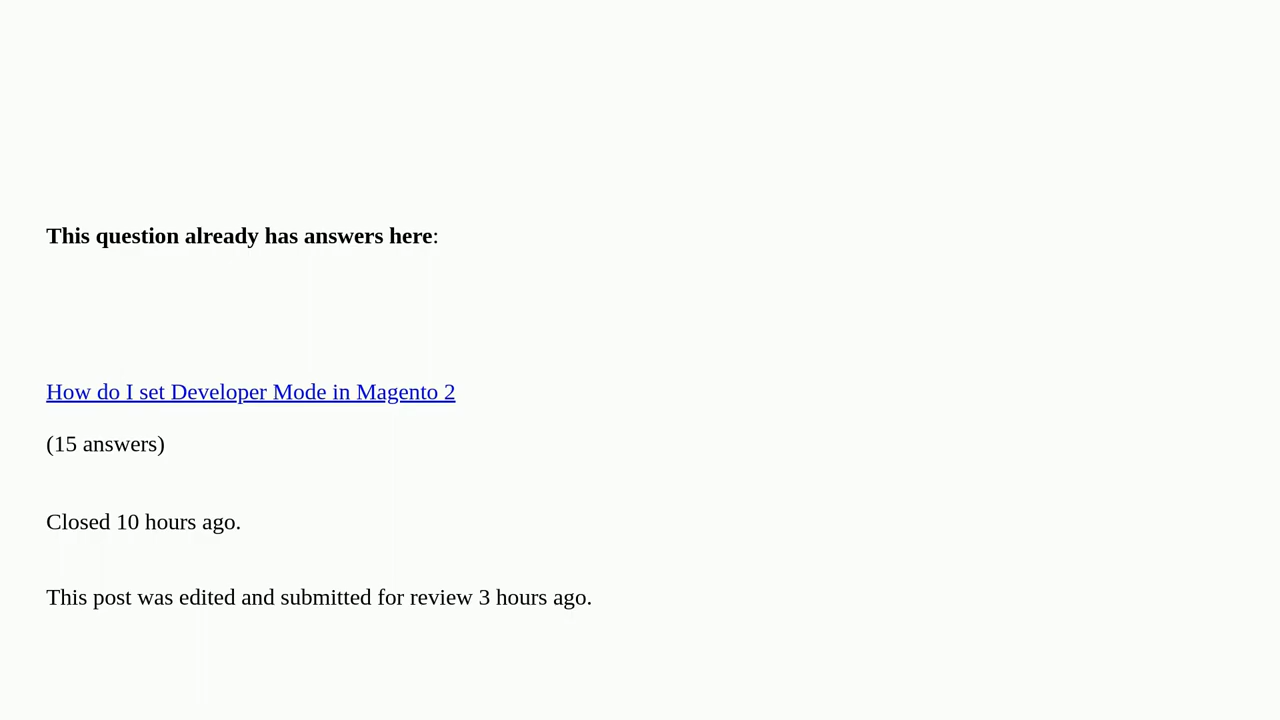 This question already has answers here:
How do I set Developer Mode in Magento 2
(15 answers)
Closed 10 hours ago.
This post was edited and submitted for review 3 hours ago.